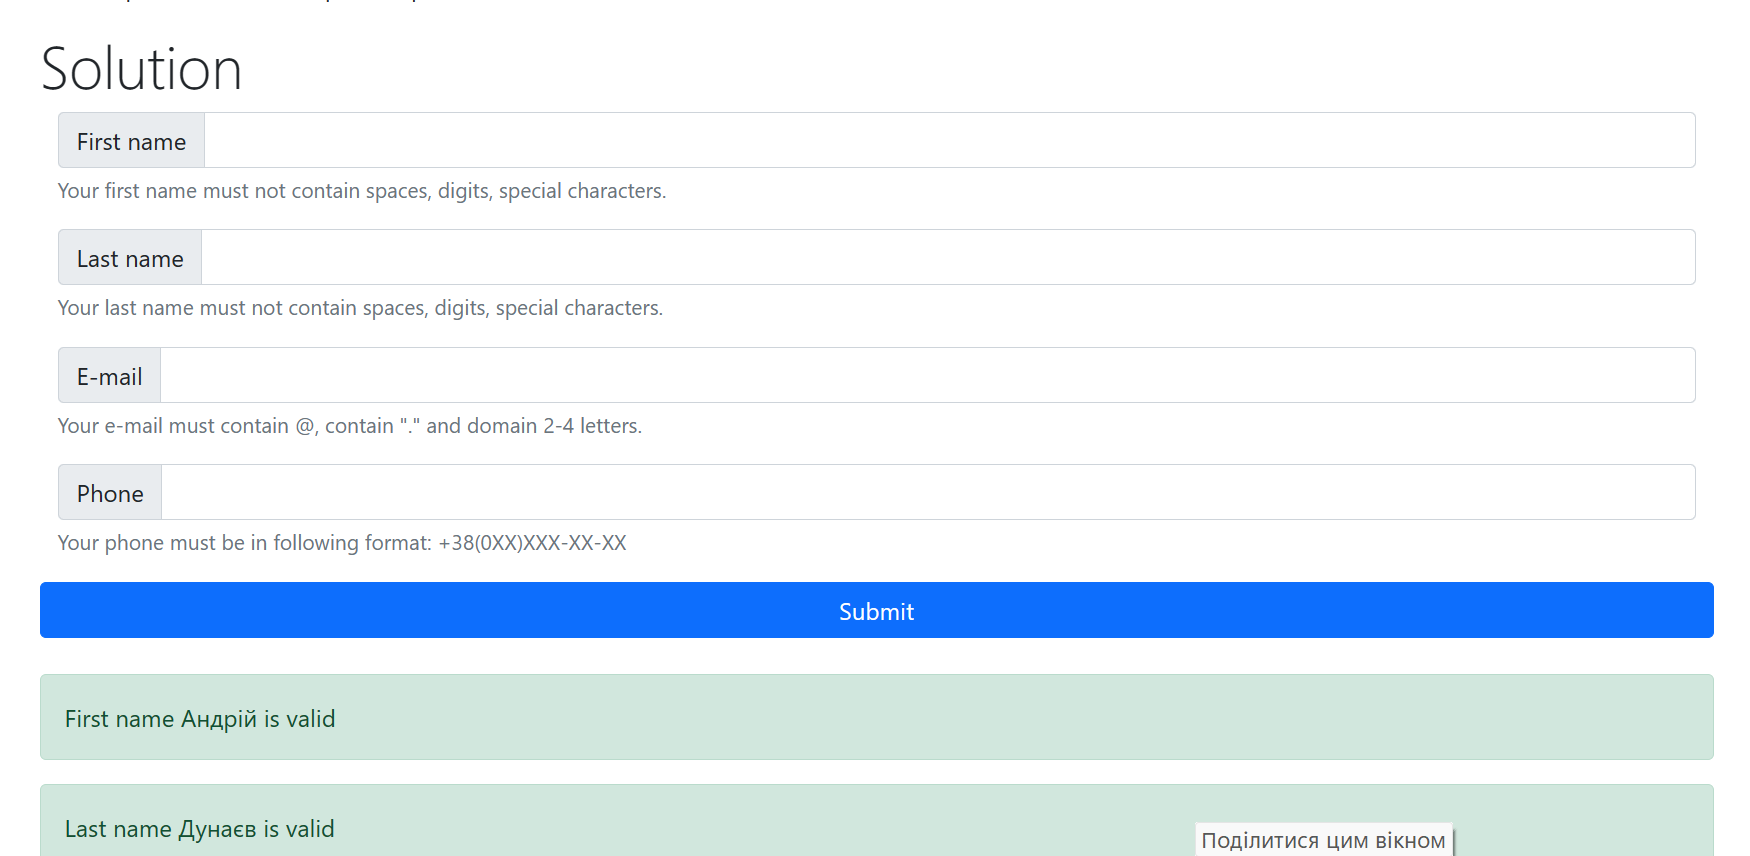 Solution
First name
Your first name must not contain spaces, digits, special characters.
Last name
Your last name must not contain spaces, digits, special characters.
E-mail
Your e-mail must contain @, contain "." and domain 2-4 letters.
Phone
Your phone must be in following format: +38(0XX)XXX-XX-XX
Submit
First name Андрій is valid
Last name Дунаєв is valid
Поділитися цим вікном